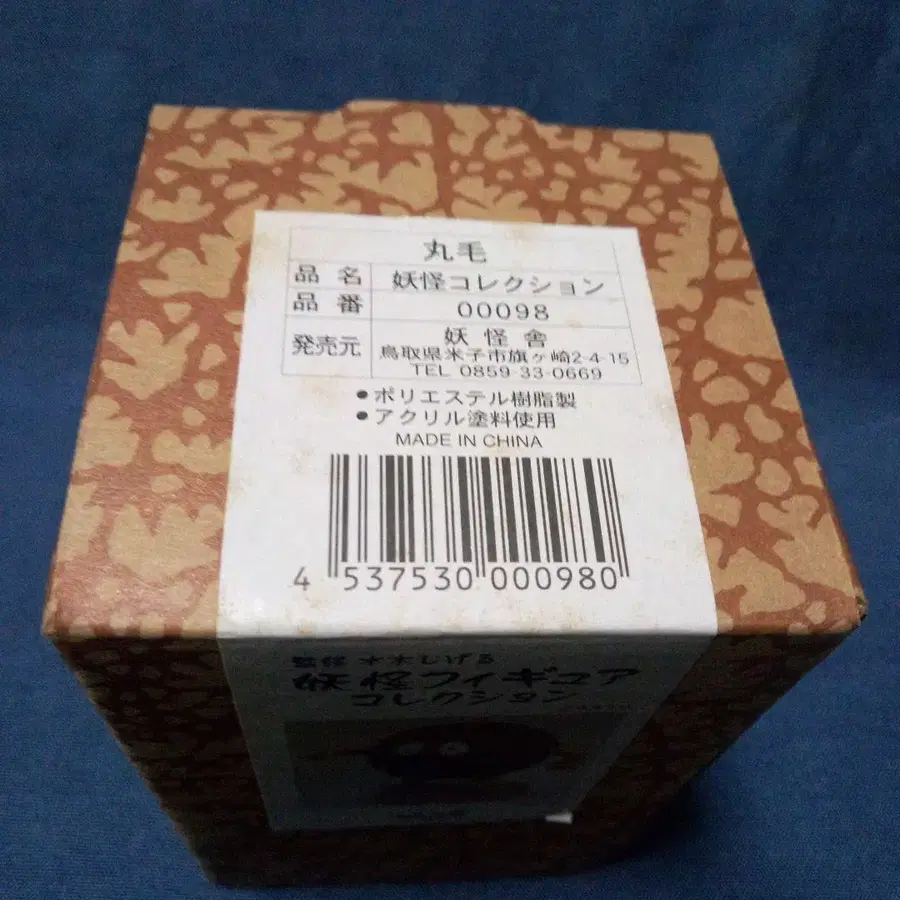 丸毛
品名 妖怪コレクション
品番 00098
発売元 妖怪舎
鳥取県米子市旗ヶ崎2-4-15
TEL 0859-33-0669
●ポリエステル樹脂製
●アクリル塗料使用
MADE IN CHINA
4 537530 000980
監修 水木しげる
妖怪フィギュア
コレクション